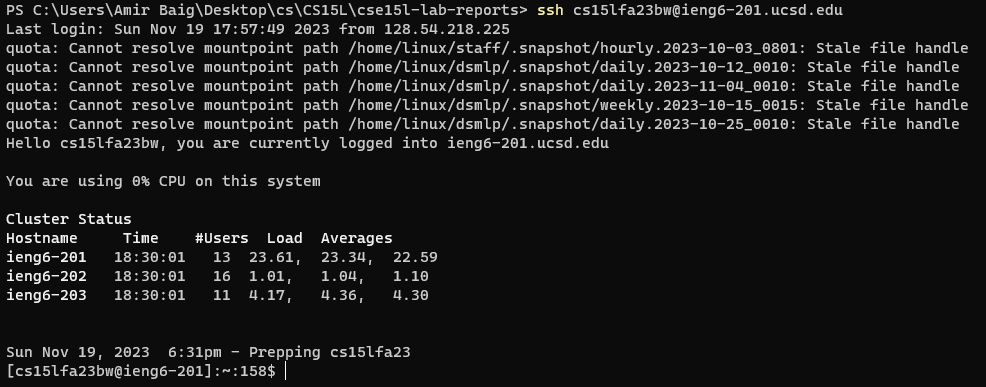 PS C:\Users\Amir Baig\Desktop\cs\CS15L\cse15l-lab-reports> ssh cs15lfa23bw@ieng6-201.ucsd.edu
Last login: Sun Nov 19 17:57:49 2023 from 128.54.218.225
quota: Cannot resolve mountpoint path /home/linux/staff/.snapshot/hourly.2023-10-03_0801: Stale file handle
quota: Cannot resolve mountpoint path /home/linux/dsmlp/.snapshot/daily.2023-10-12_0010: Stale file handle
quota: Cannot resolve mountpoint path /home/linux/dsmlp/.snapshot/daily.2023-11-04_0010: Stale file handle
quota: Cannot resolve mountpoint path /home/linux/dsmlp/.snapshot/weekly.2023-10-15_0015: Stale file handle
quota: Cannot resolve mountpoint path /home/linux/dsmlp/.snapshot/daily.2023-10-25_0010: Stale file handle
Hello cs15lfa23bw, you are currently logged into ieng6-201.ucsd.edu
You are using 0% CPU on this system
Cluster Status
Hostname     Time    #Users  Load  Averages
ieng6-201   18:30:01   13  23.61,  23.34,  22.59
ieng6-202   18:30:01   16  1.01,   1.04,   1.10
ieng6-203   18:30:01   11  4.17,   4.36,   4.30
Sun Nov 19, 2023  6:31pm - Prepping cs15lfa23
[cs15lfa23bw@ieng6-201]:~:158$